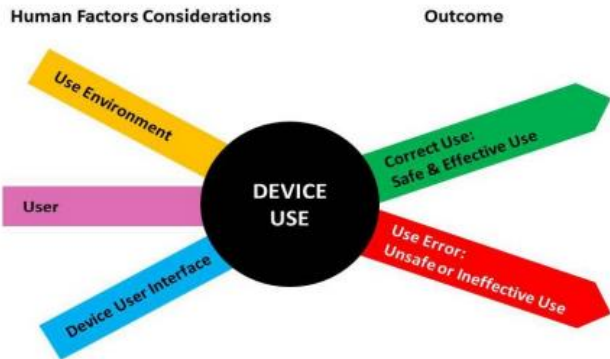 Human Factors Considerations
Outcome
Use Environment
User
Device User Interface
DEVICE
USE
Correct Use:
Safe & Effective Use
Use Error:
Unsafe or Ineffective Use